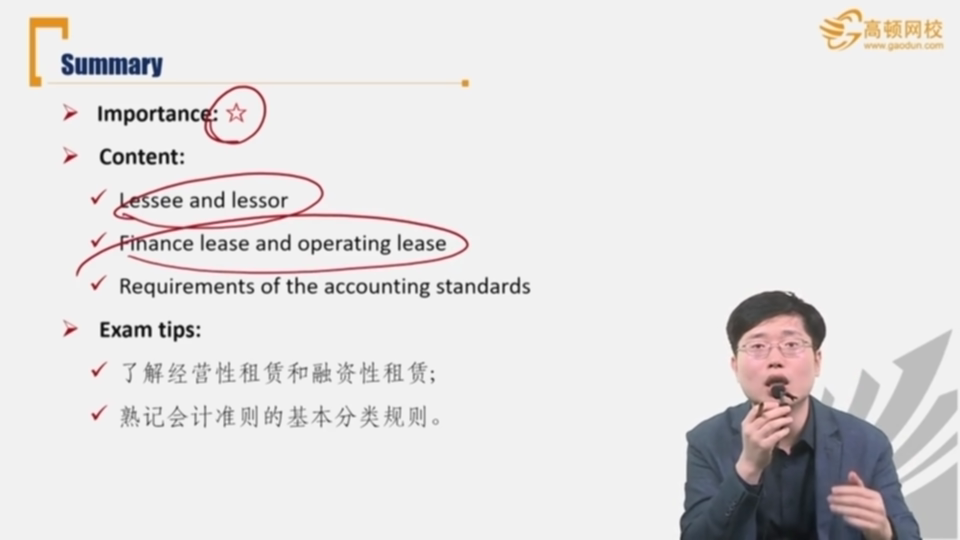 Summary
高顿网校
www.gaodun.com
Importance: ☆
Content:
Lessee and lessor
Finance lease and operating lease
Requirements of the accounting standards
Exam tips:
了解经营性租赁和融资性租赁;
熟记会计准则的基本分类规则。